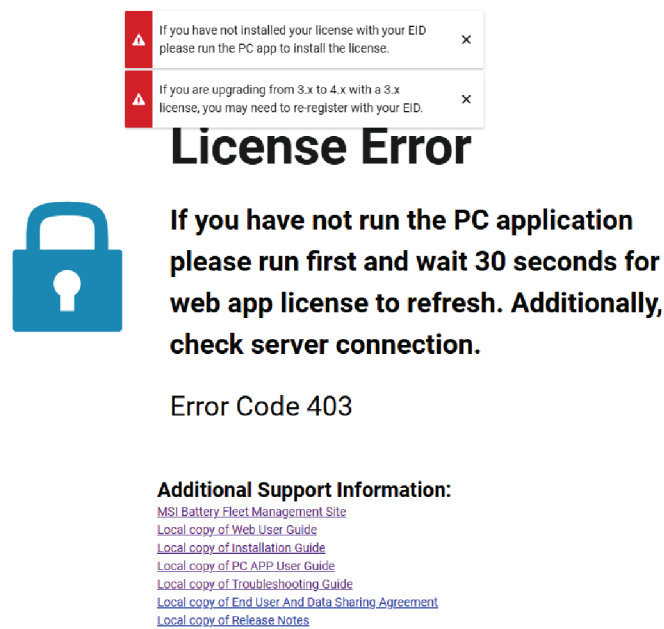 If you have not installed your license with your EID
please run the PC app to install the license.
If you are upgrading from 3.x to 4.x with a 3.x
license, you may need to re-register with your EID.
License Error
If you have not run the PC application
please run first and wait 30 seconds for
web app license to refresh. Additionally,
check server connection.
Error Code 403
Additional Support Information:
MSI Battery Fleet Management Site
Local copy of Web User Guide
Local copy of Installation Guide
Local copy of PC APP User Guide
Local copy of Troubleshooting Guide
Local copy of End User And Data Sharing Agreement
Local copy of Release Notes